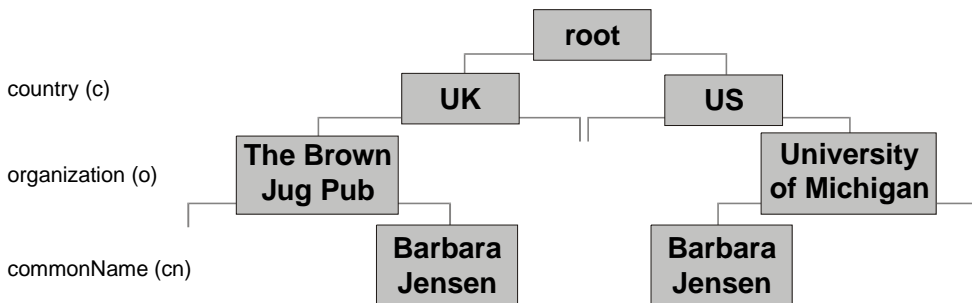 root
country (c)
UK
US
organization (o)
The Brown
Jug Pub
University
of Michigan
commonName (cn)
Barbara
Jensen
Barbara
Jensen